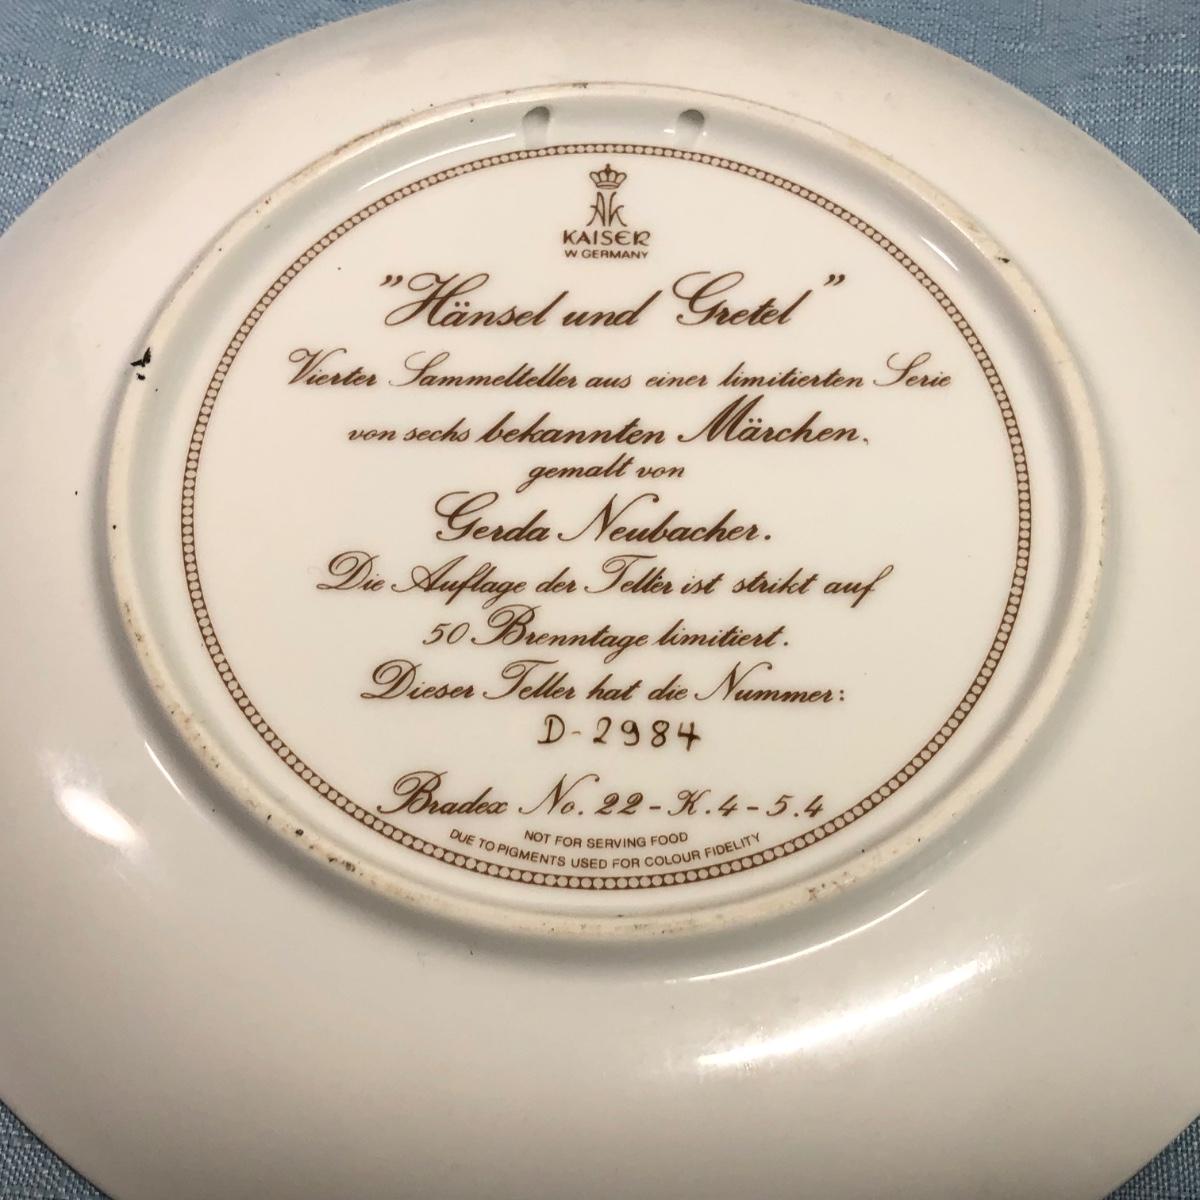 AK
KAISER
W GERMANY
"Hänsel und Gretel"
Vierter Sammelteller aus einer limitierten Serie
von sechs bekannten Märchen,
gemalt von
Gerda Neubacher.
Die Auflage der Teller ist strikt auf
50 Brenntage limitiert.
Dieser Teller hat die Nummer:
D-2984
Bradex No. 22-K.4-5.4
NOT FOR SERVING FOOD
DUE TO PIGMENTS USED FOR COLOUR FIDELITY